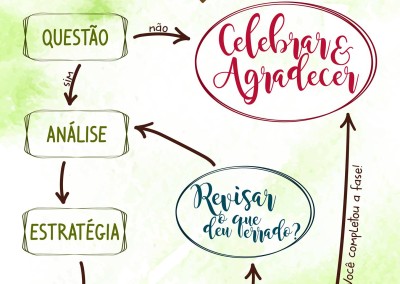 QUESTÃO
não
Celebrar &
Agradecer
sim
ANÁLISE
Revisar
o que
deu errado?
ESTRATÉGIA
Você completou a fase!